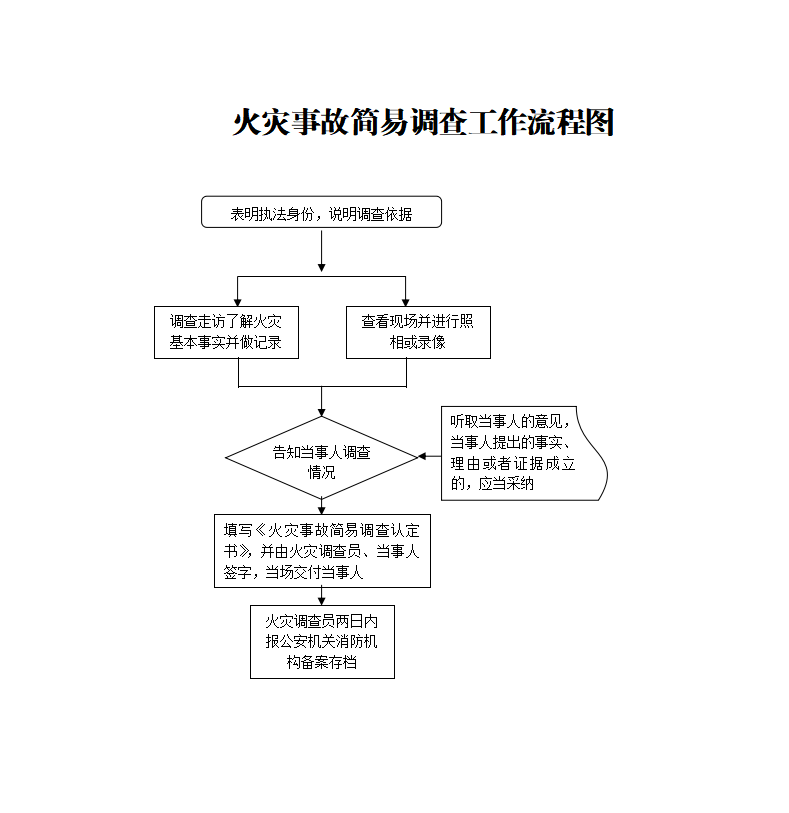 火灾事故简易调查工作流程图
表明执法身份，说明调查依据
调查走访了解火灾
基本事实并做记录
查看现场并进行照
相或录像
告知当事人调查
情况
听取当事人的意见，
当事人提出的事实、
理由或者证据成立
的，应当采纳
填写《火灾事故简易调查认定
书》，并由火灾调查员、当事人
签字，当场交付当事人
火灾调查员两日内
报公安机关消防机
构备案存档